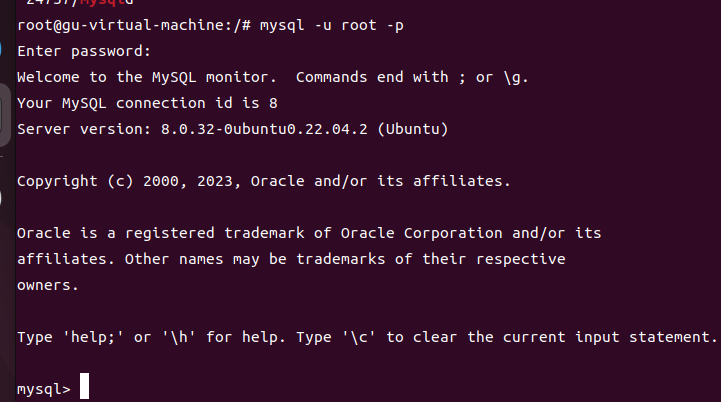 root@gu-virtual-machine:/# mysql -u root -p
Enter password:
Welcome to the MySQL monitor.  Commands end with ; or \g.
Your MySQL connection id is 8
Server version: 8.0.32-0ubuntu0.22.04.2 (Ubuntu)
Copyright (c) 2000, 2023, Oracle and/or its affiliates.
Oracle is a registered trademark of Oracle Corporation and/or its
affiliates. Other names may be trademarks of their respective
owners.
Type 'help;' or '\h' for help. Type '\c' to clear the current input statement.
mysql>